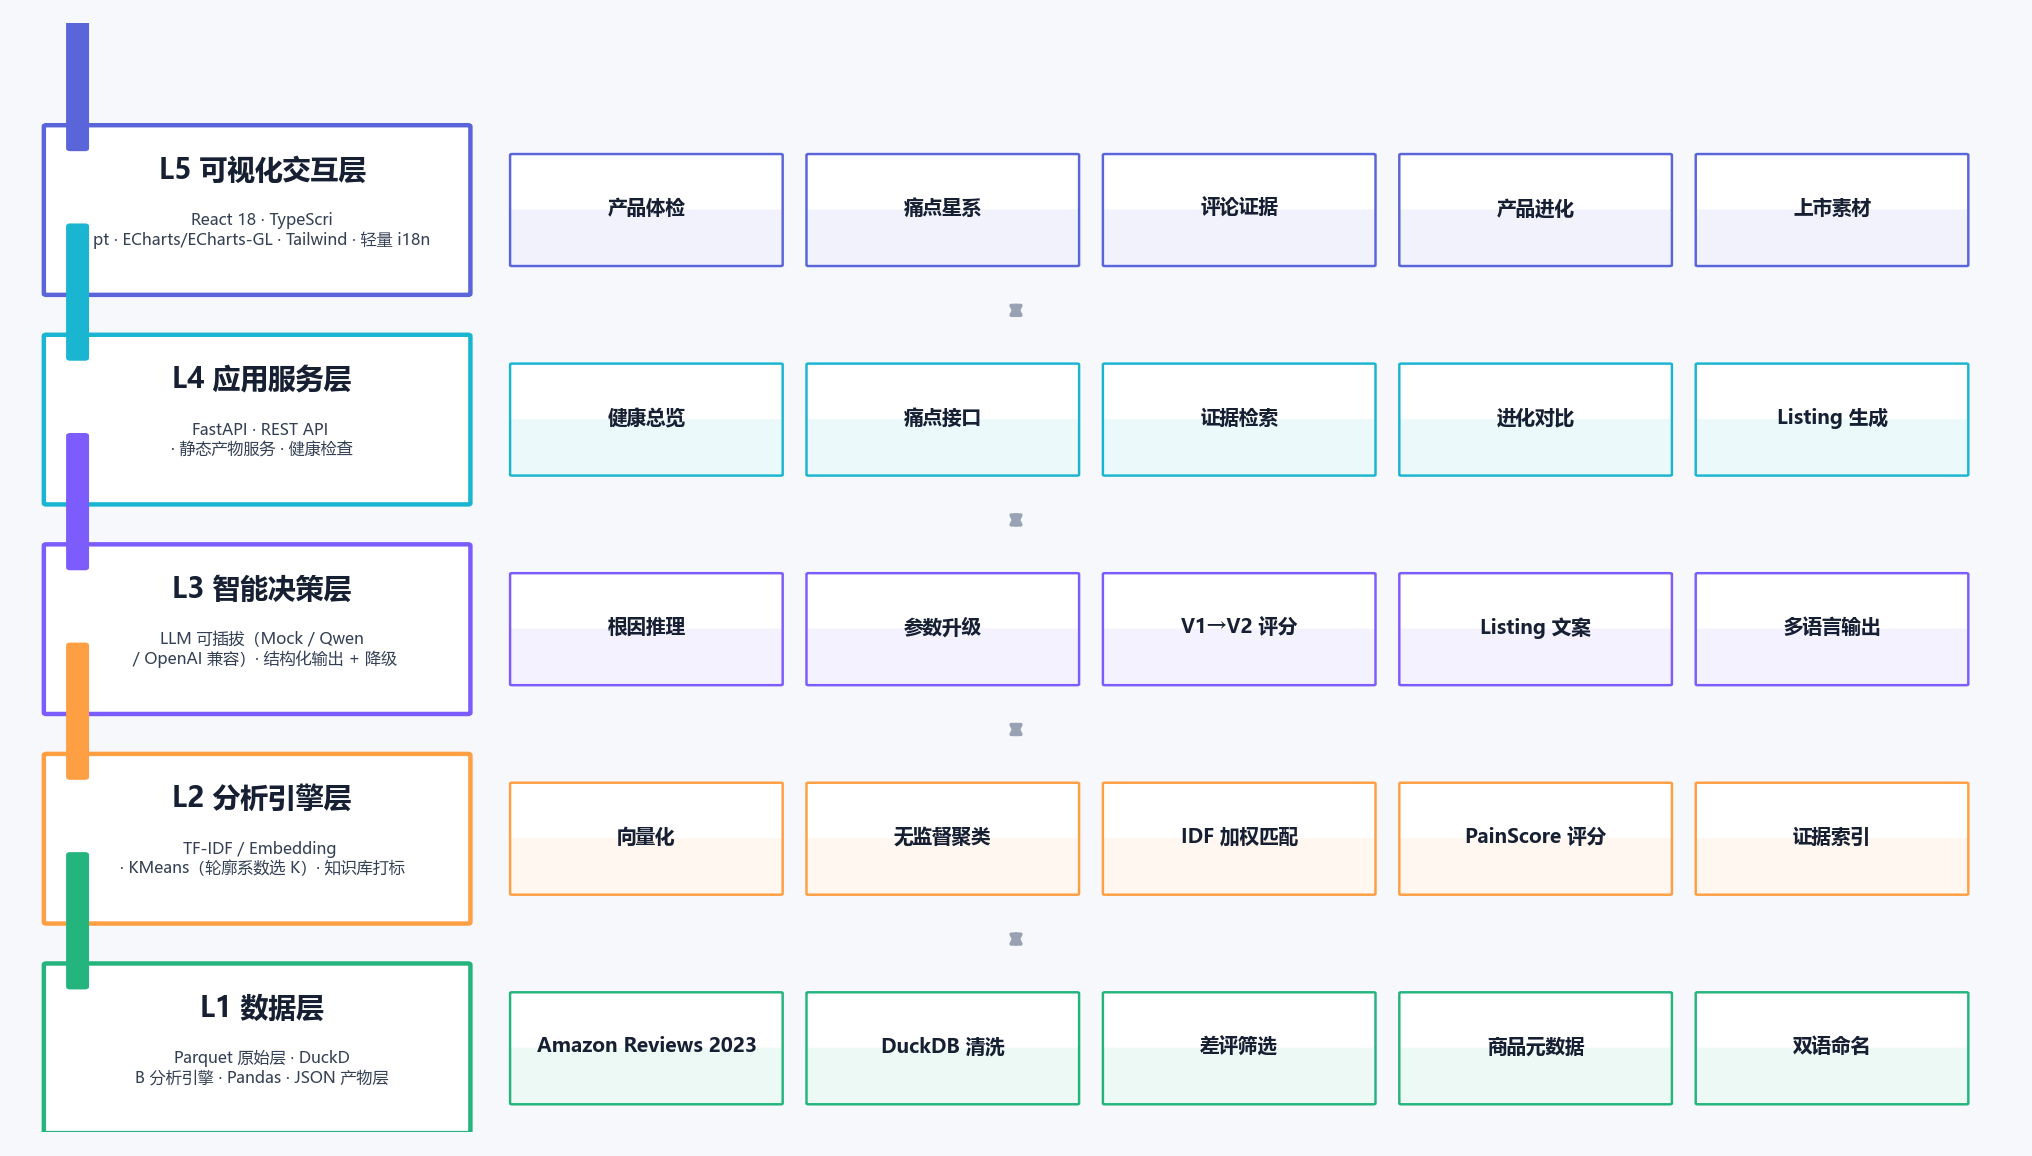 L5 可视化交互层
React 18 · TypeScri
pt · ECharts/ECharts-GL · Tailwind · 轻量 i18n
产品体检
痛点星系
评论证据
产品进化
上市素材
L4 应用服务层
FastAPI · REST API
· 静态产物服务 · 健康检查
健康总览
痛点接口
证据检索
进化对比
Listing 生成
L3 智能决策层
LLM 可插拔（Mock / Qwen
/ OpenAI 兼容）· 结构化输出 + 降级
根因推理
参数升级
V1→V2 评分
Listing 文案
多语言输出
L2 分析引擎层
TF-IDF / Embedding
· KMeans（轮廓系数选 K）· 知识库打标
向量化
无监督聚类
IDF 加权匹配
PainScore 评分
证据索引
L1 数据层
Parquet 原始层 · DuckD
B 分析引擎 · Pandas · JSON 产物层
Amazon Reviews 2023
DuckDB 清洗
差评筛选
商品元数据
双语命名